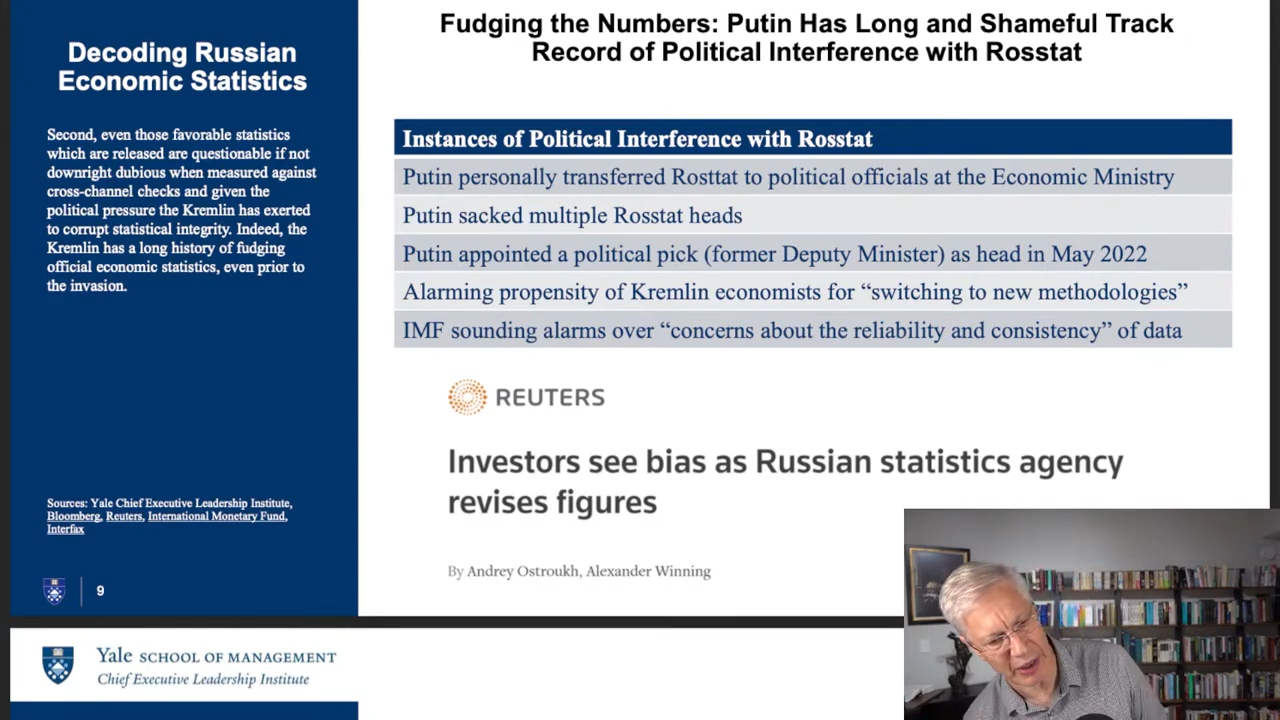 Decoding Russian
Economic Statistics
Second, even those favorable statistics
which are released are questionable if not
downright dubious when measured against
cross-channel checks and given the
political pressure the Kremlin has exerted
to corrupt statistical integrity. Indeed, the
Kremlin has a long history of fudging
official economic statistics, even prior to
the invasion.
Sources: Yale Chief Executive Leadership Institute,
Bloomberg, Reuters, International Monetary Fund,
Interfax
9
Fudging the Numbers: Putin Has Long and Shameful Track
Record of Political Interference with Rosstat
Instances of Political Interference with Rosstat
Putin personally transferred Rosttat to political officials at the Economic Ministry
Putin sacked multiple Rosstat heads
Putin appointed a political pick (former Deputy Minister) as head in May 2022
Alarming propensity of Kremlin economists for “switching to new methodologies”
IMF sounding alarms over “concerns about the reliability and consistency” of data
REUTERS
Investors see bias as Russian statistics agency
revises figures
By Andrey Ostroukh, Alexander Winning
Yale SCHOOL OF MANAGEMENT
Chief Executive Leadership Institute